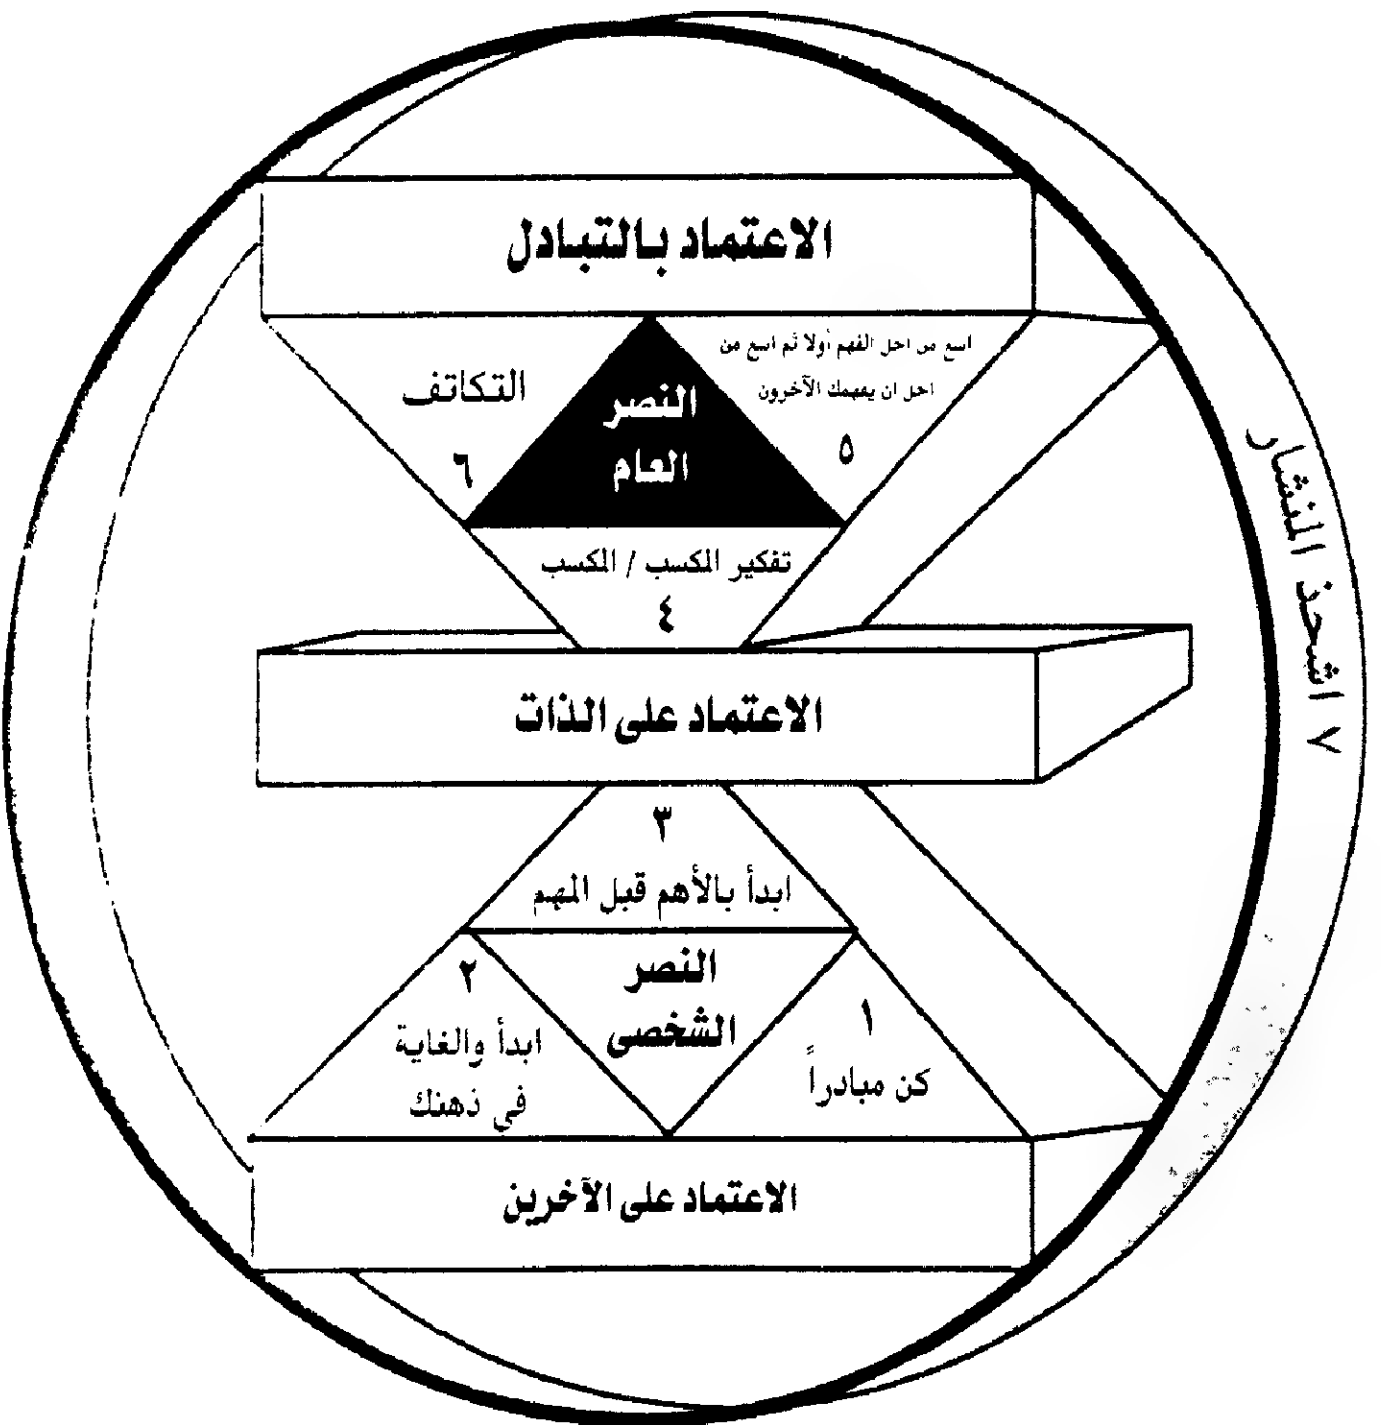 الاعتماد بالتبادل
اسع من اجل الفهم أولا ثم اسع من
اجل ان يفهمك الآخرون
٥
النصر
العام
التكاتف
٦
تفكير المكسب / المكسب
٤
الاعتماد على الذات
٣
ابدأ بالأهم قبل المهم
النصر
الشخصى
١
كن مبادراً
٢
ابدأ والغاية
فى ذهنك
الاعتماد على الآخرين
٧ اشحذ المنشار